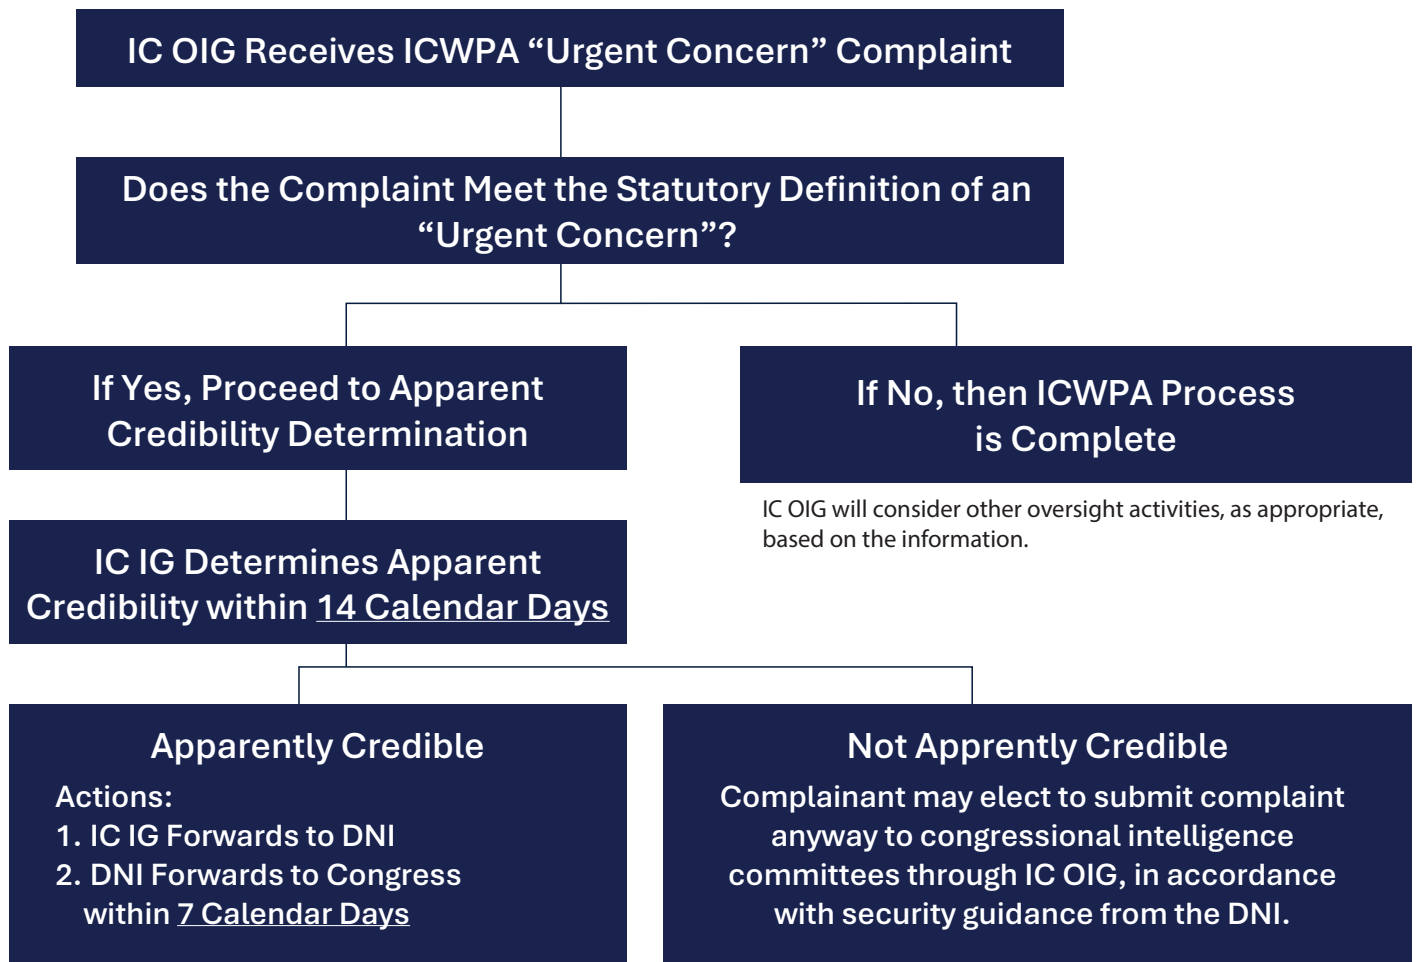 IC OIG Receives ICWPA “Urgent Concern” Complaint
Does the Complaint Meet the Statutory Definition of an
“Urgent Concern”?
If Yes, Proceed to Apparent
Credibility Determination
If No, then ICWPA Process
is Complete
IC OIG will consider other oversight activities, as appropriate,
based on the information.
IC IG Determines Apparent
Credibility within 14 Calendar Days
Apparently Credible
Actions:
1. IC IG Forwards to DNI
2. DNI Forwards to Congress
within 7 Calendar Days
Not Apprently Credible
Complainant may elect to submit complaint
anyway to congressional intelligence
committees through IC OIG, in accordance
with security guidance from the DNI.